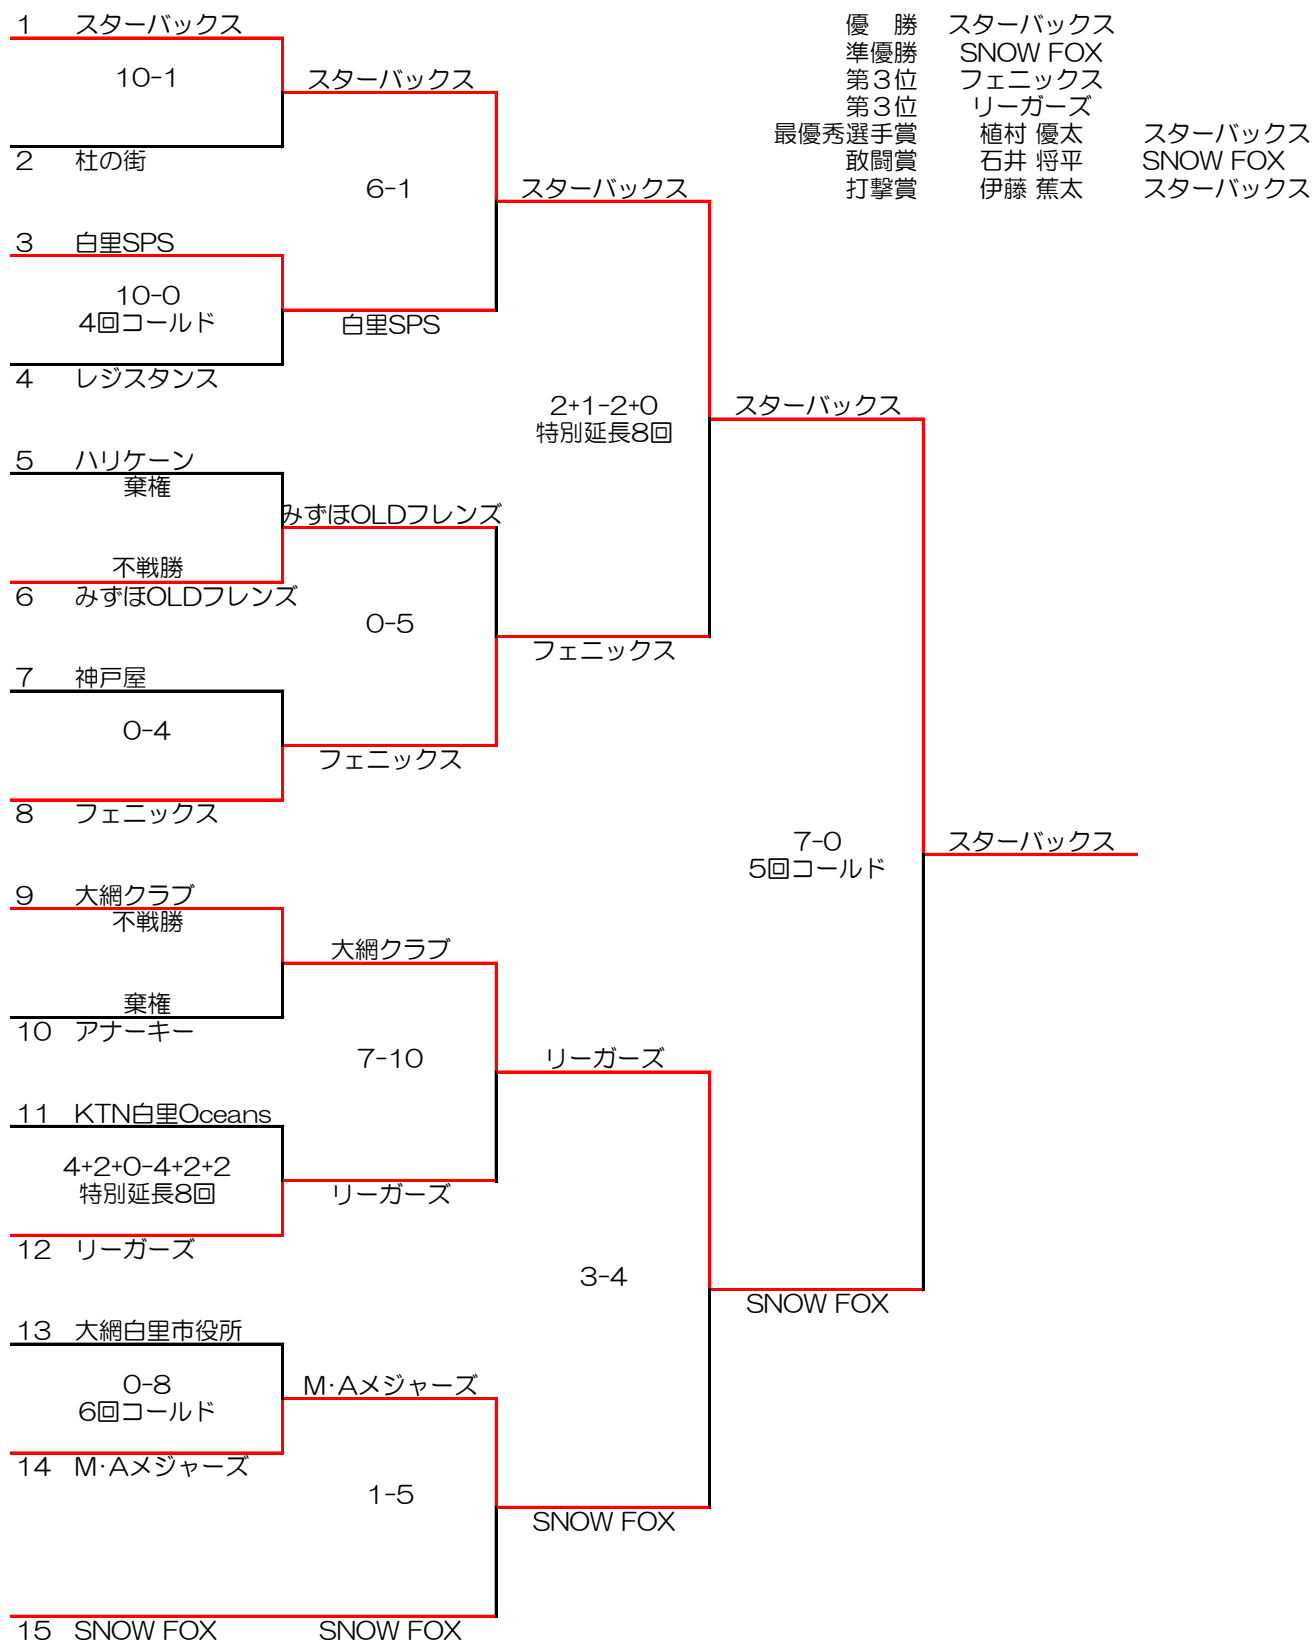 1 スターバックス
10-1
2 杜の街
3 白里SPS
10-0
4回コールド
4 レジスタンス
5 ハリケーン
棄権
不戦勝
6 みずほOLDフレンズ
7 神戸屋
0-4
8 フェニックス
9 大網クラブ
不戦勝
棄権
10 アナーキー
11 KTN白里Oceans
4+2+0-4+2+2
特別延長8回
12 リーガーズ
13 大網白里市役所
0-8
6回コールド
14 M・Aメジャーズ
15 SNOW FOX
スターバックス
6-1
白里SPS
みずほOLDフレンズ
0-5
フェニックス
大網クラブ
7-10
リーガーズ
M・Aメジャーズ
1-5
SNOW FOX
スターバックス
2+1-2+0
特別延長8回
フェニックス
リーガーズ
3-4
SNOW FOX
スターバックス
7-0
5回コールド
SNOW FOX
スターバックス
優　勝 スターバックス
準優勝 SNOW FOX
第3位 フェニックス
第3位 リーガーズ
最優秀選手賞 植村 優太 スターバックス
敢闘賞 石井 将平 SNOW FOX
打撃賞 伊藤 蕉太 スターバックス